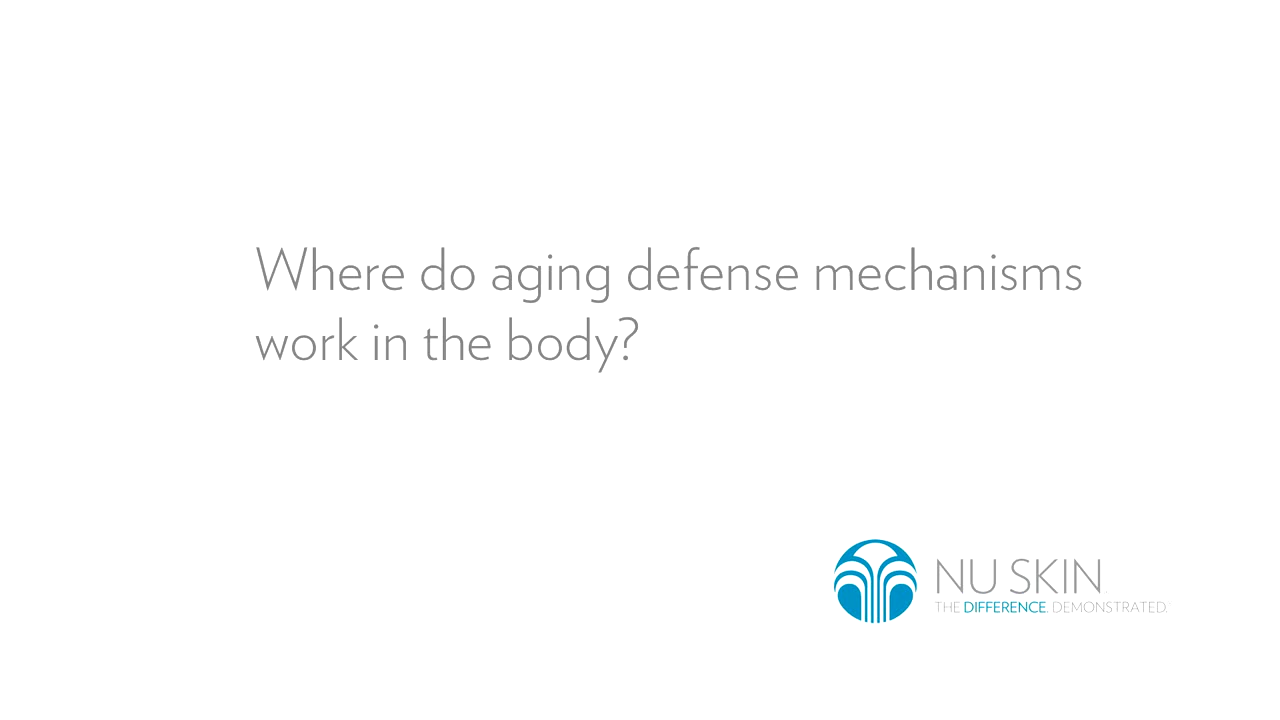 Where do aging defense mechanisms
work in the body?
NU SKIN
THE DIFFERENCE. DEMONSTRATED.